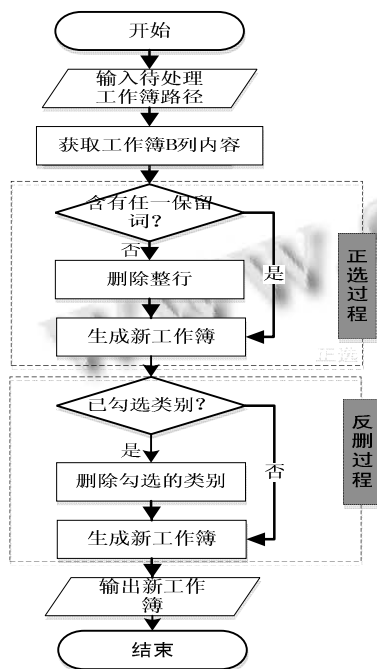 开始
输入待处理
工作簿路径
获取工作簿B列内容
含有任一保留
词?
否
是
删除整行
生成新工作簿
正选过程
正选
已勾选类别?
是
否
删除勾选的类别
生成新工作簿
反删过程
输出新工作
簿
结束